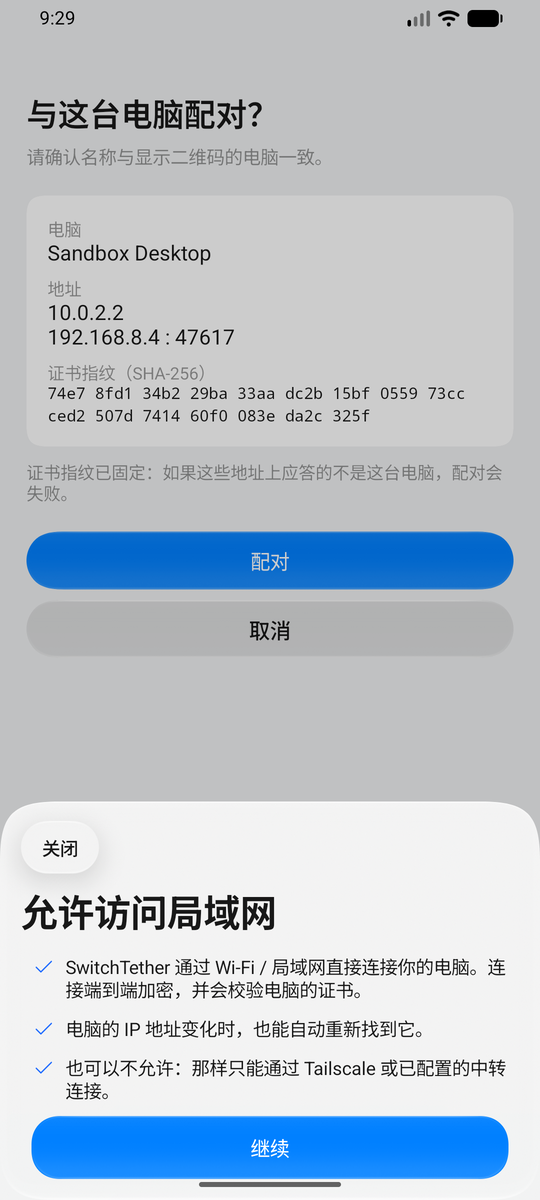 9:29
与这台电脑配对？
请确认名称与显示二维码的电脑一致。
电脑
Sandbox Desktop
地址
10.0.2.2
192.168.8.4 : 47617
证书指纹（SHA-256）
74e7 8fd1 34b2 29ba 33aa dc2b 15bf 0559 73cc
ced2 507d 7414 60f0 083e da2c 325f
证书指纹已固定：如果这些地址上应答的不是这台电脑，配对会
失败。
配对
取消
关闭
允许访问局域网
SwitchTether 通过 Wi-Fi / 局域网直接连接你的电脑。连
接端到端加密，并会校验电脑的证书。
电脑的 IP 地址变化时，也能自动重新找到它。
也可以不允许：那样只能通过 Tailscale 或已配置的中转
连接。
继续